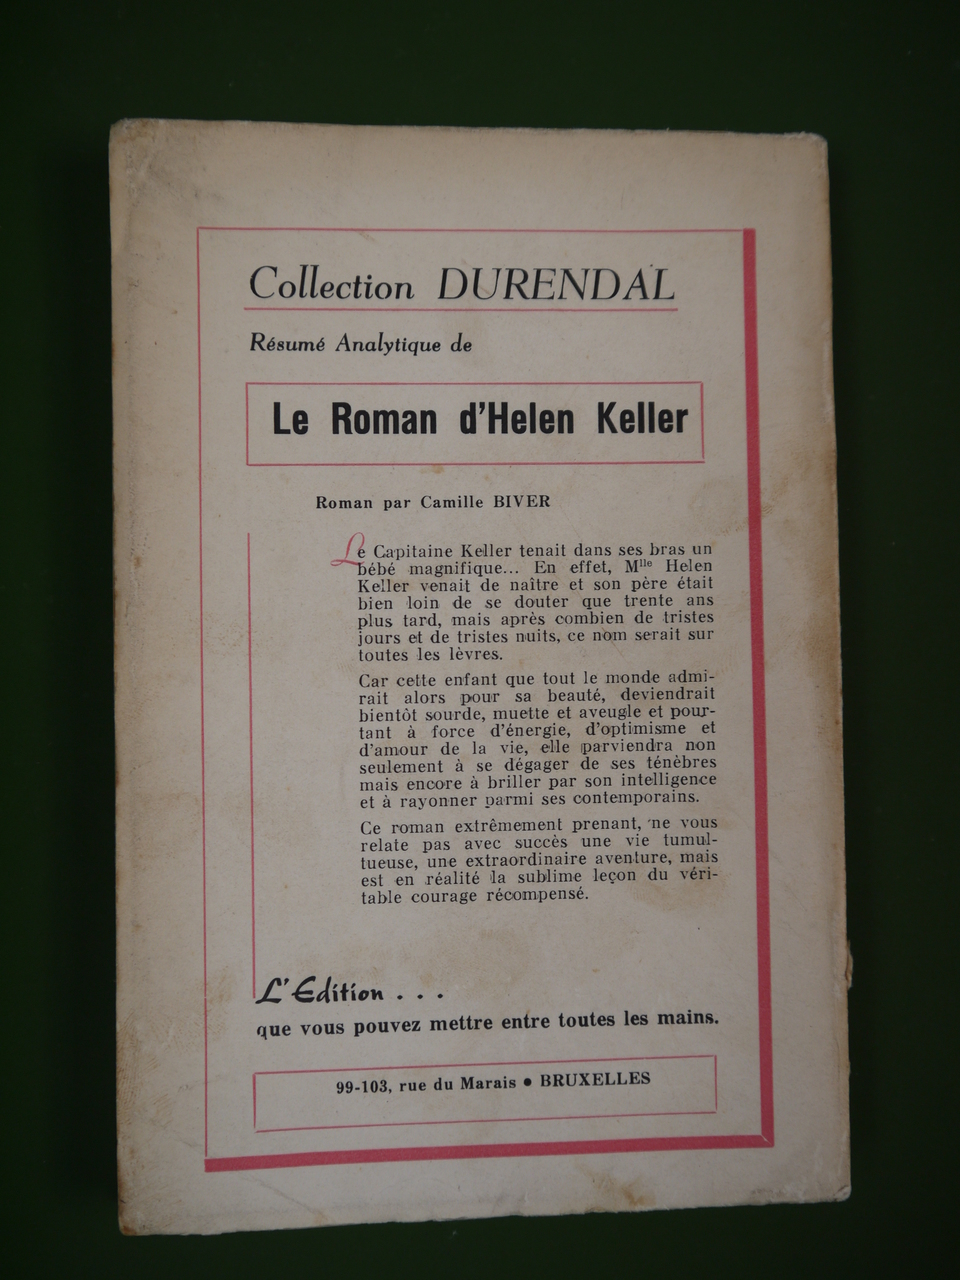 Collection DURENDAL
Résumé Analytique de
Le Roman d'Helen Keller
Roman par Camille BIVER
Le Capitaine Keller tenait dans ses bras un
bébé magnifique... En effet, Mlle Helen
Keller venait de naître et son père était
bien loin de se douter que trente ans
plus tard, mais après combien de tristes
jours et de tristes nuits, ce nom serait sur
toutes les lèvres.
Car cette enfant que tout le monde admi-
rait alors pour sa beauté, deviendrait
bientôt sourde, muette et aveugle et pour-
tant à force d'énergie, d'optimisme et
d'amour de la vie, elle parviendra non
seulement à se dégager de ses ténèbres
mais encore à briller par son intelligence
et à rayonner parmi ses contemporains.
Ce roman extrêmement prenant, ne vous
relate pas avec succès une vie tumul-
tueuse, une extraordinaire aventure, mais
est en réalité la sublime leçon du véri-
table courage récompensé.
L'Edition . . .
que vous pouvez mettre entre toutes les mains.
99-103, rue du Marais • BRUXELLES